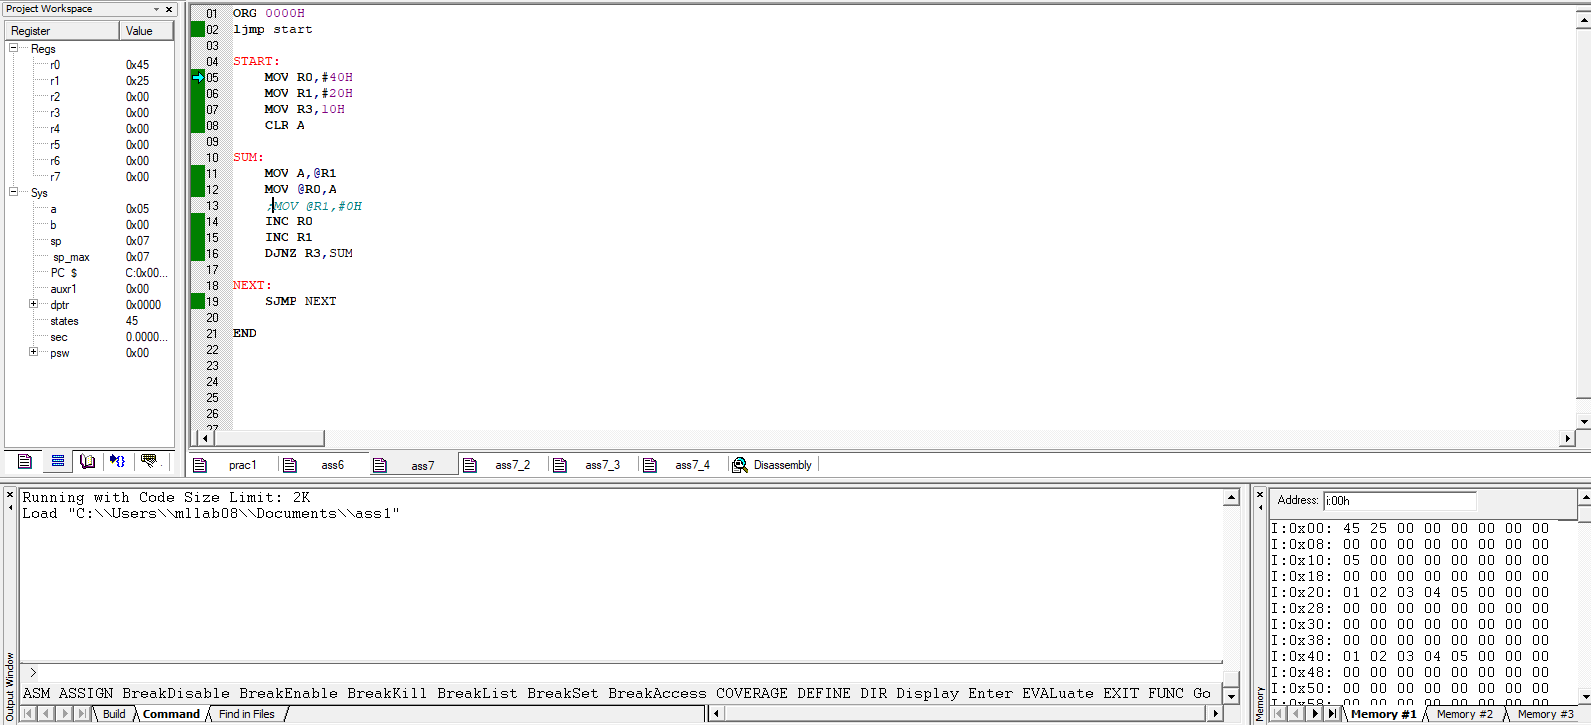 Project Workspace
Register Value
Regs
r0 0x45
r1 0x25
r2 0x00
r3 0x00
r4 0x00
r5 0x00
r6 0x00
r7 0x00
Sys
a 0x05
b 0x00
sp 0x07
sp_max 0x07
PC $ C:0x00...
auxr1 0x00
dptr 0x0000
states 45
sec 0.0000...
psw 0x00
01 ORG 0000H
02 ljmp start
03
04 START:
05 MOV R0,#40H
06 MOV R1,#20H
07 MOV R3,10H
08 CLR A
09
10 SUM:
11 MOV A,@R1
12 MOV @R0,A
13 ;MOV @R1,#0H
14 INC R0
15 INC R1
16 DJNZ R3,SUM
17
18 NEXT:
19 SJMP NEXT
20
21 END
22
23
24
25
26
27
prac1 ass6 ass7 ass7_2 ass7_3 ass7_4 Disassembly
Running with Code Size Limit: 2K
Load "C:\\Users\\mllab08\\Documents\\ass1"
>
ASM ASSIGN BreakDisable BreakEnable BreakKill BreakList BreakSet BreakAccess COVERAGE DEFINE DIR Display Enter EVALuate EXIT FUNC Go
Build Command Find in Files
Output Window
Address: i:00h
I:0x00: 45 25 00 00 00 00 00 00
I:0x08: 00 00 00 00 00 00 00 00
I:0x10: 05 00 00 00 00 00 00 00
I:0x18: 00 00 00 00 00 00 00 00
I:0x20: 01 02 03 04 05 00 00 00
I:0x28: 00 00 00 00 00 00 00 00
I:0x30: 00 00 00 00 00 00 00 00
I:0x38: 00 00 00 00 00 00 00 00
I:0x40: 01 02 03 04 05 00 00 00
I:0x48: 00 00 00 00 00 00 00 00
I:0x50: 00 00 00 00 00 00 00 00
I:0x58: 00 00 00 00 00 00 00 00
Memory #1 Memory #2 Memory #3
Memory